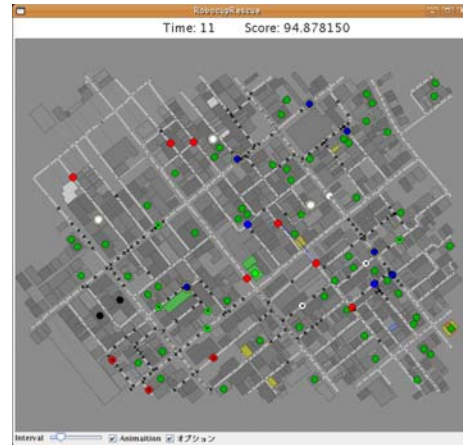 RobocupRescue
Time: 11 Score: 94.878150
Interval Animaition オプション